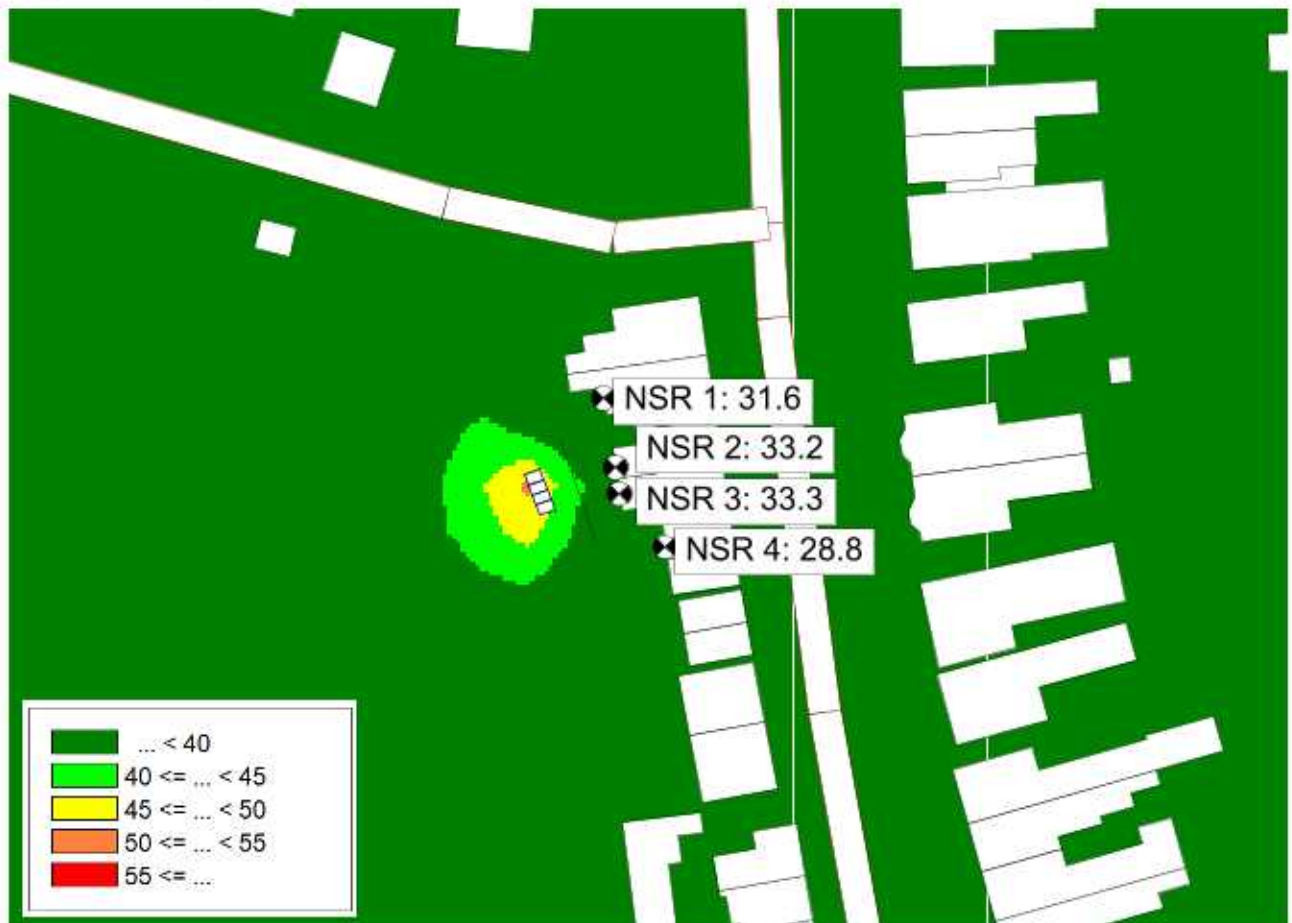 NSR 1: 31.6
NSR 2: 33.2
NSR 3: 33.3
NSR 4: 28.8
... < 40
40 <= ... < 45
45 <= ... < 50
50 <= ... < 55
55 <= ...